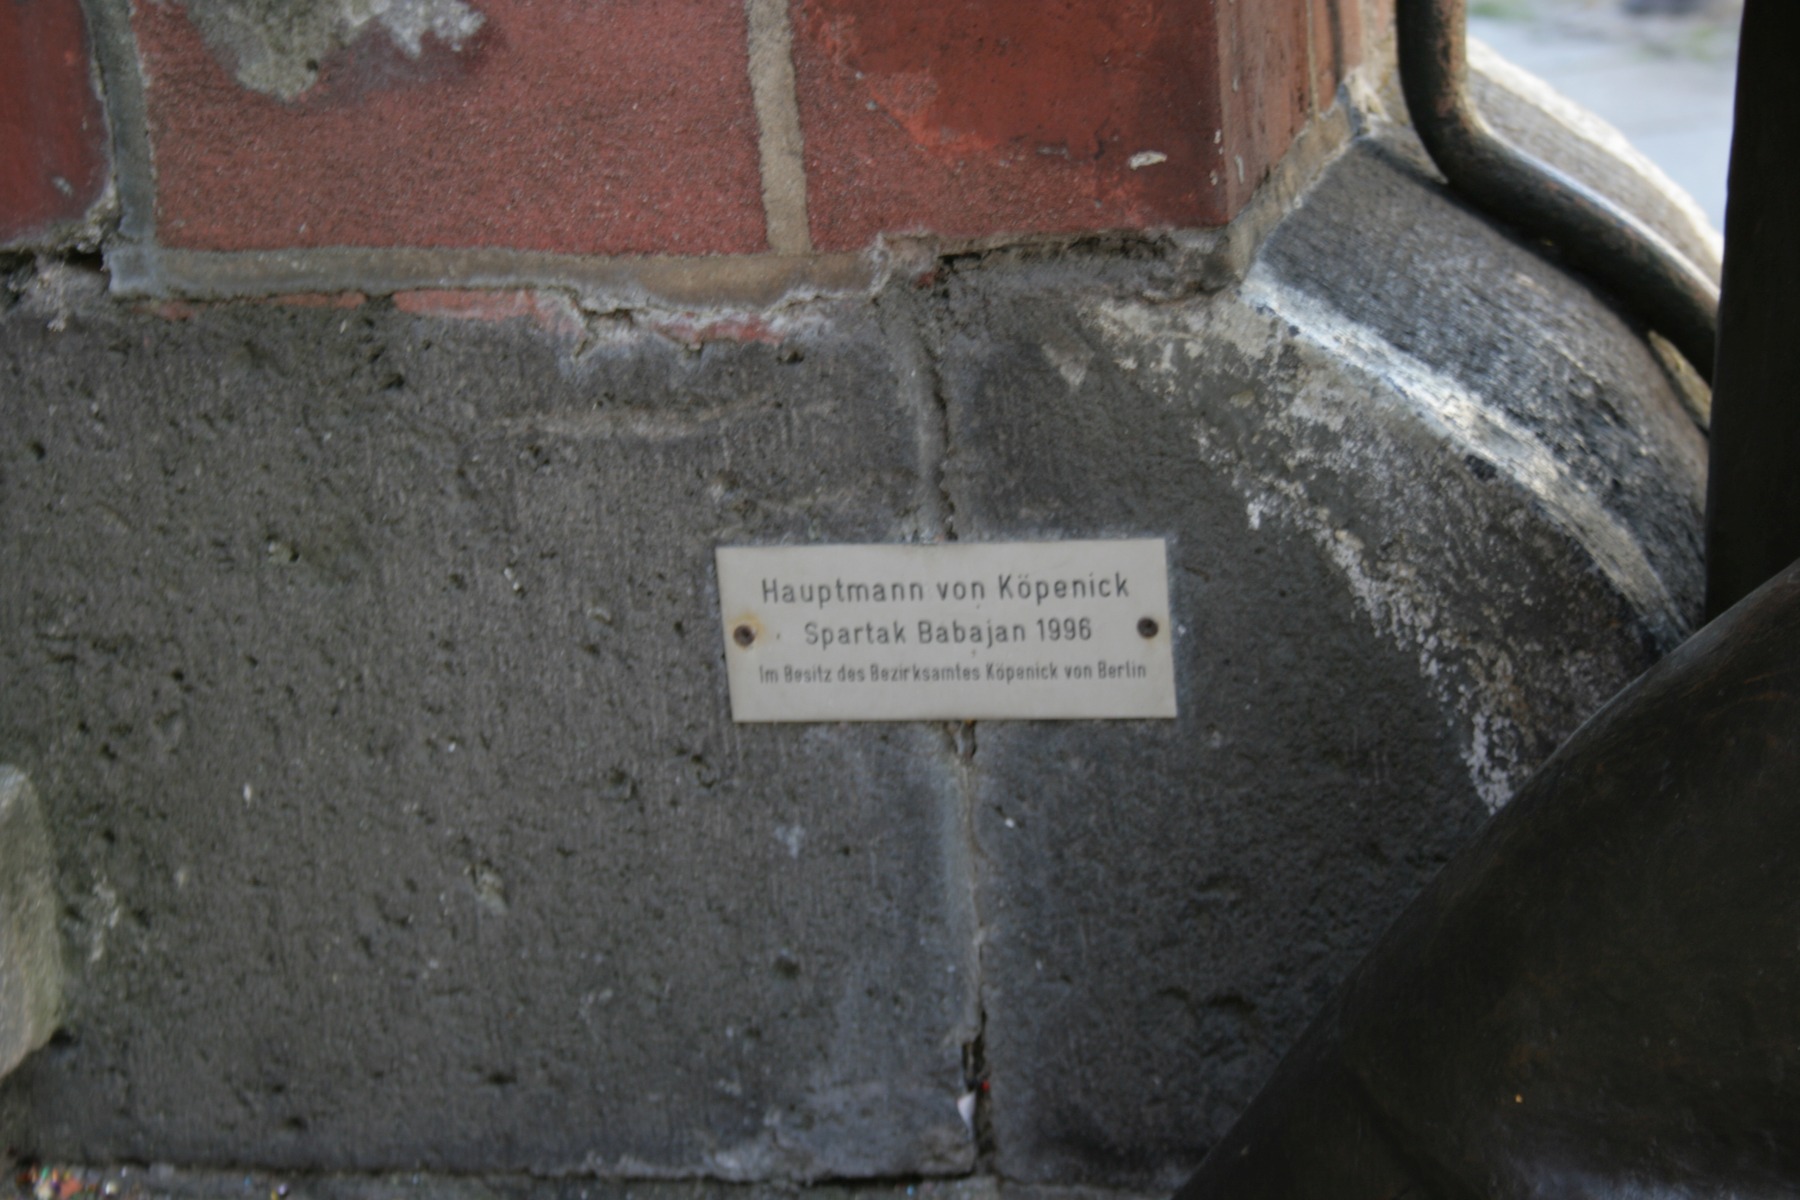 Hauptmann von Köpenick
Spartak Babajan 1996
Im Besitz des Bezirksamtes Köpenick von Berlin